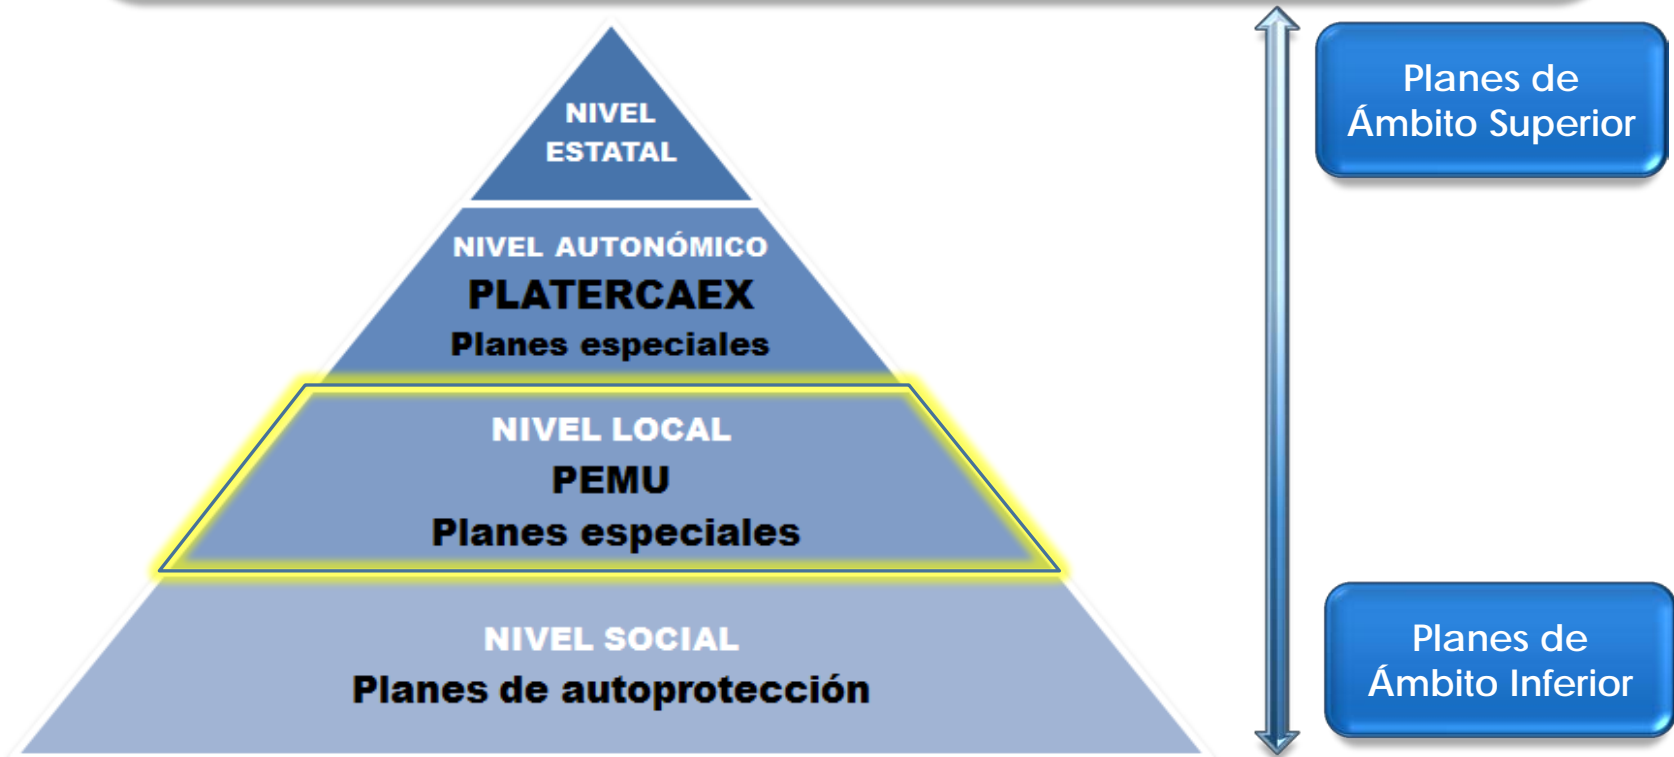 NIVEL
ESTATAL
NIVEL AUTONÓMICO
PLATERCAEX
Planes especiales
NIVEL LOCAL
PEMU
Planes especiales
NIVEL SOCIAL
Planes de autoprotección
Planes de
Ámbito Superior
Planes de
Ámbito Inferior